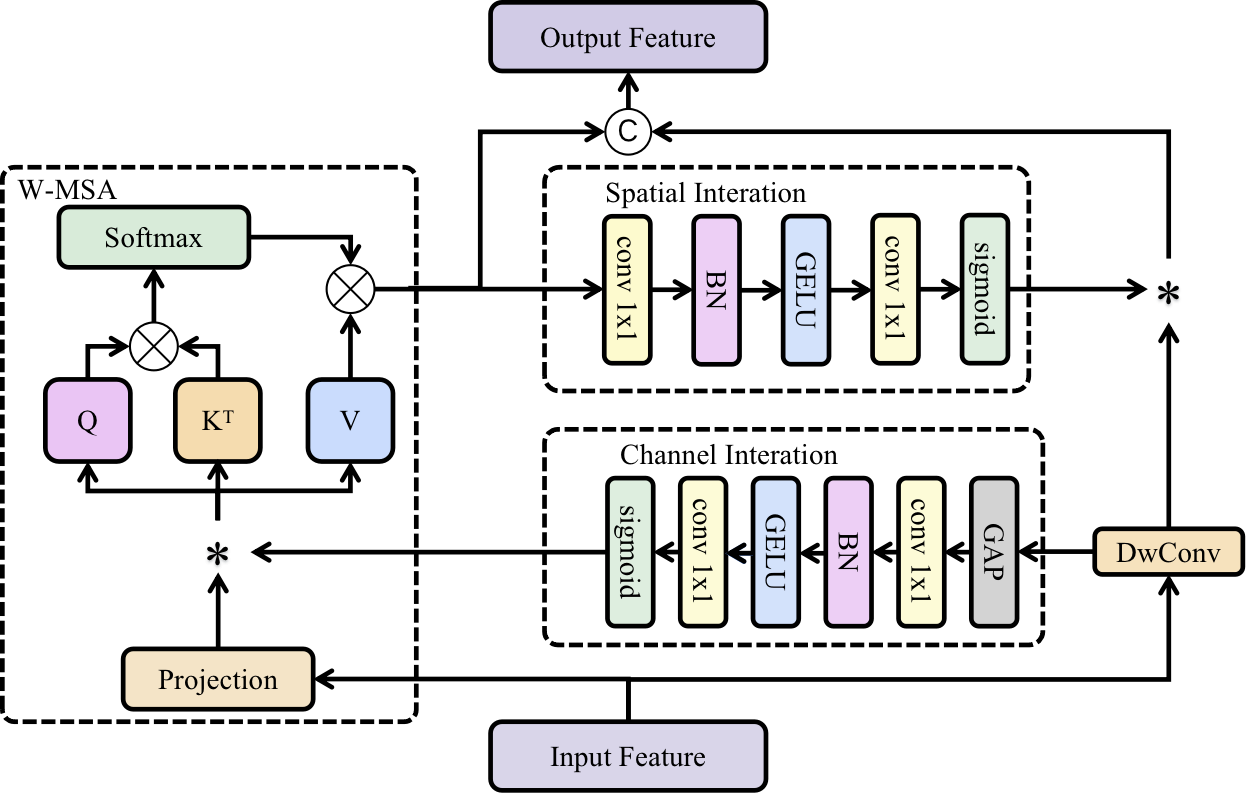 Output Feature
C
W-MSA
Softmax
Spatial Interation
conv 1x1
BN
GELU
conv 1x1
sigmoid
*
Q
Kᵀ
V
Channel Interation
sigmoid
conv 1x1
GELU
BN
conv 1x1
GAP
DwConv
*
Projection
Input Feature